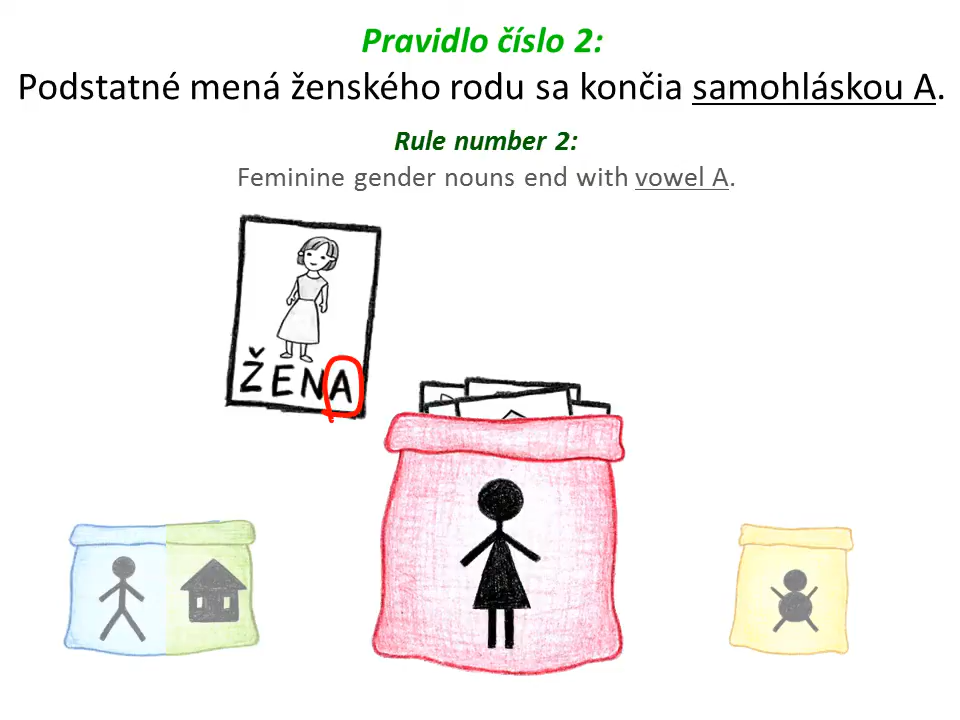 Pravidlo číslo 2:
Podstatné mená ženského rodu sa končia samohláskou A.
Rule number 2:
Feminine gender nouns end with vowel A.
ŽENA